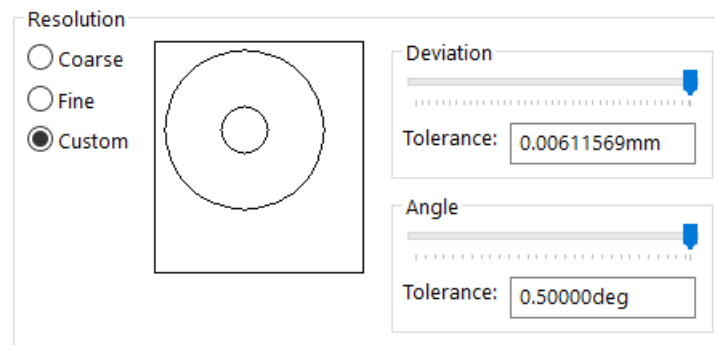 Resolution
Coarse
Fine
Custom
Deviation
Tolerance: 0.00611569mm
Angle
Tolerance: 0.50000deg